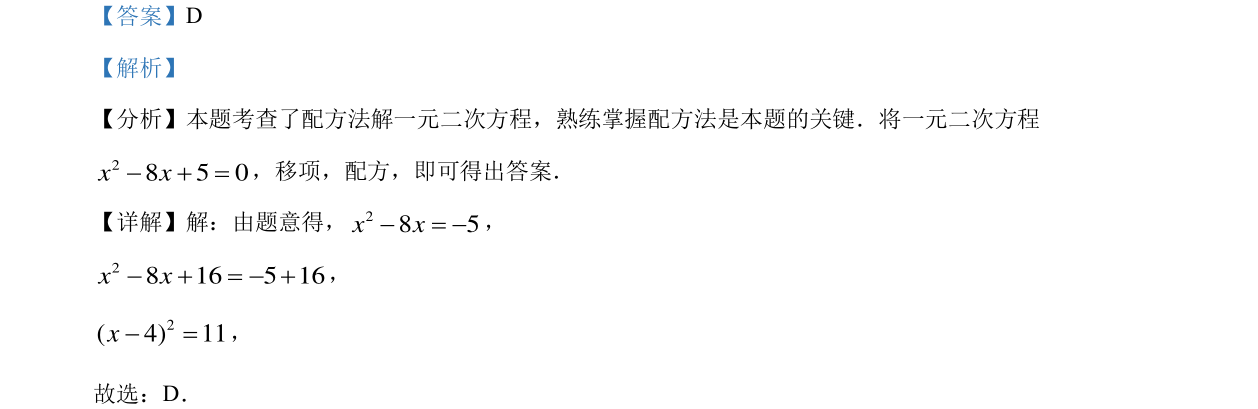 【答案】D
【解析】
【分析】本题考查了配方法解一元二次方程，熟练掌握配方法是本题的关键．将一元二次方程
x² − 8x + 5 = 0，移项，配方，即可得出答案．
【详解】解：由题意得， x² − 8x = −5，
x² − 8x + 16 = −5 + 16，
(x − 4)² = 11，
故选：D．